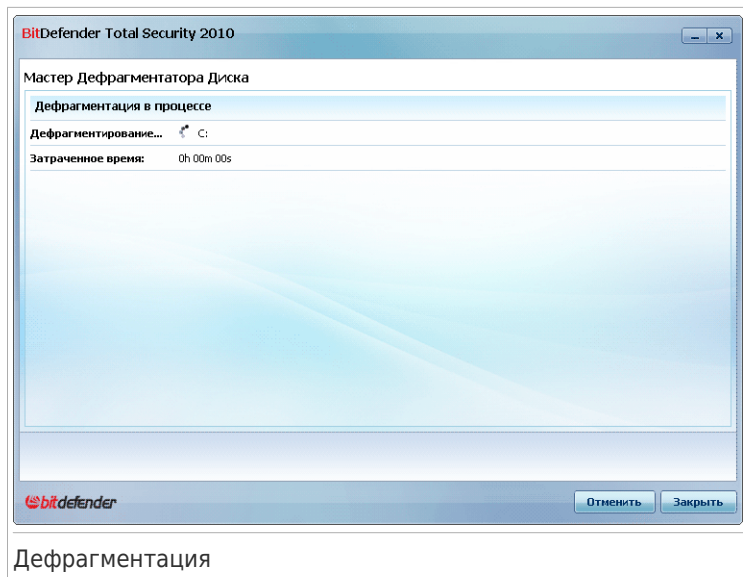 BitDefender Total Security 2010
Мастер Дефрагментатора Диска
Дефрагментация в процессе
Дефрагментирование... C:
Затраченное время: 0h 00m 00s
bitdefender
Отменить Закрыть
Дефрагментация